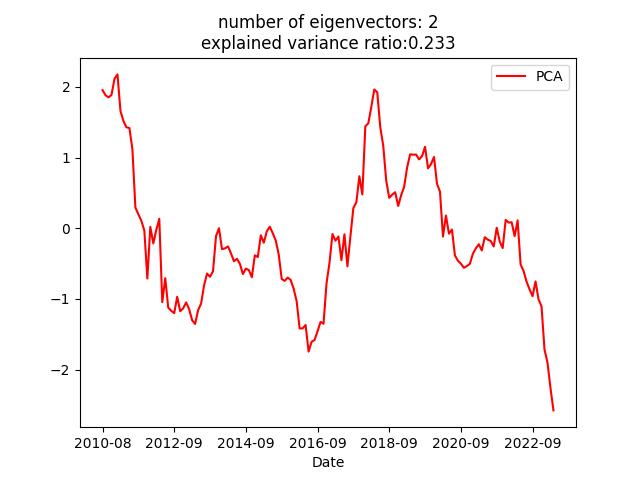 number of eigenvectors: 2
explained variance ratio:0.233
PCA
2
1
0
−1
−2
2010-08 2012-09 2014-09 2016-09 2018-09 2020-09 2022-09
Date